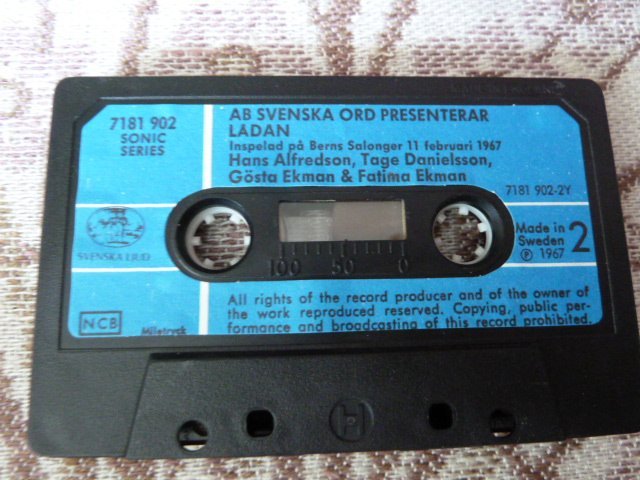 7181 902
SONIC
SERIES
AB SVENSKA ORD PRESENTERAR
LÅDAN
Inspelad på Berns Salonger 11 februari 1967
Hans Alfredson, Tage Danielsson,
Gösta Ekman & Fatima Ekman
7181 902-2Y
SVENSKA LJUD
Made in
Sweden
℗ 1967
2
100 50 0
NCB
Miletryck
All rights of the record producer and of the owner of
the work reproduced reserved. Copying, public per-
formance and broadcasting of this record prohibited.